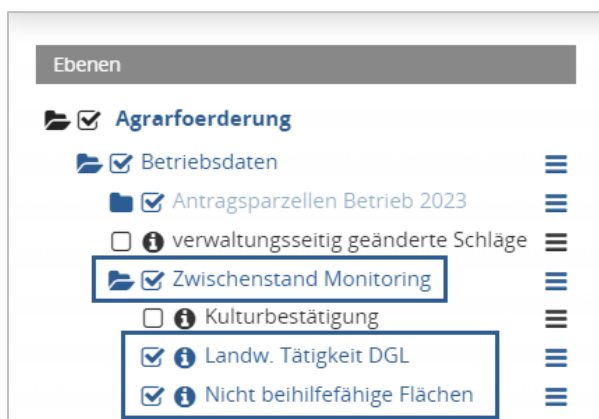 Ebenen
Agrarfoerderung
Betriebsdaten
Antragsparzellen Betrieb 2023
verwaltungsseitig geänderte Schläge
Zwischenstand Monitoring
Kulturbestätigung
Landw. Tätigkeit DGL
Nicht beihilfefähige Flächen